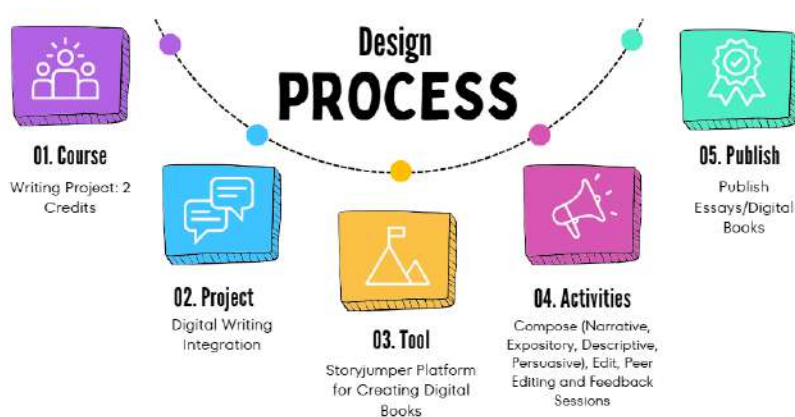 Design
PROCESS
01. Course
Writing Project: 2
Credits
02. Project
Digital Writing
Integration
03. Tool
Storyjumper Platform
for Creating Digital
Books
04. Activities
Compose (Narrative,
Expository, Descriptive,
Persuasive), Edit, Peer
Editing and Feedback
Sessions
05. Publish
Publish
Essays/Digital
Books